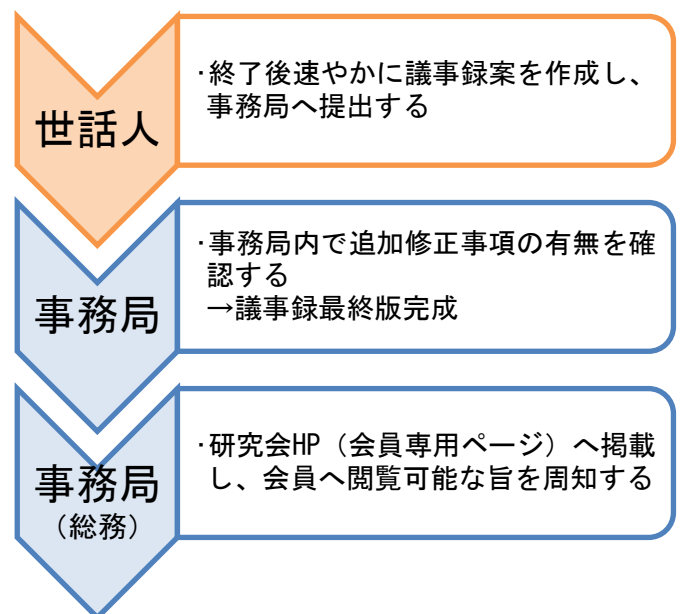 世話人
・終了後速やかに議事録案を作成し、
事務局へ提出する
事務局
・事務局内で追加修正事項の有無を確
認する
→議事録最終版完成
事務局
（総務）
・研究会HP（会員専用ページ）へ掲載
し、会員へ閲覧可能な旨を周知する